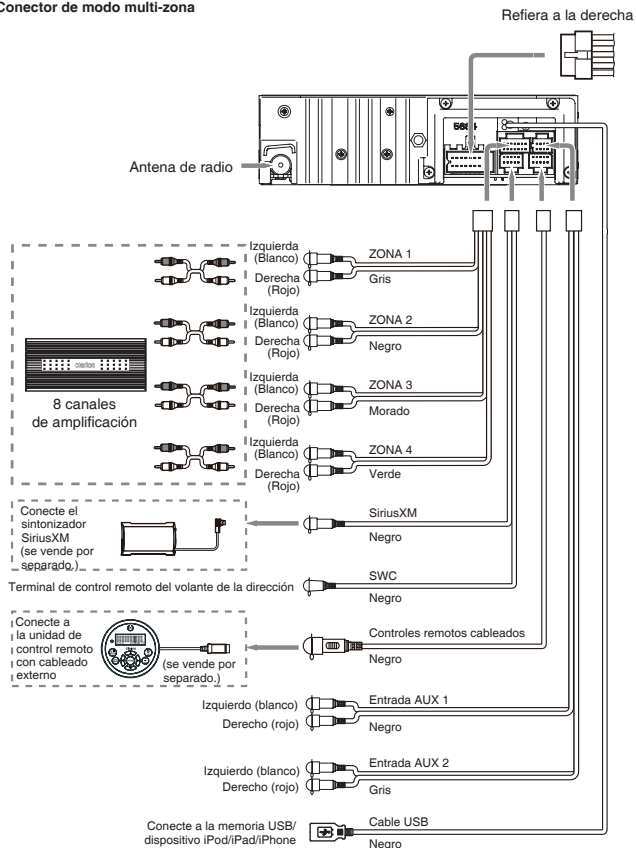 Conector de modo multi-zona
Refiera a la derecha
Antena de radio
Izquierda
(Blanco)
ZONA 1
Derecha
(Rojo)
Gris
Izquierda
(Blanco)
ZONA 2
Derecha
(Rojo)
Negro
clarion
8 canales
de amplificación
Izquierda
(Blanco)
ZONA 3
Derecha
(Rojo)
Morado
Izquierda
(Blanco)
ZONA 4
Derecha
(Rojo)
Verde
Conecte el
sintonizador
SiriusXM
(se vende por
separado.)
SiriusXM
Negro
Terminal de control remoto del volante de la dirección
SWC
Negro
Conecte a
la unidad de
control remoto
con cableado
externo
(se vende por
separado.)
Controles remotos cableados
Negro
Izquierdo (blanco)
Entrada AUX 1
Derecho (rojo)
Negro
Izquierdo (blanco)
Entrada AUX 2
Derecho (rojo)
Gris
Conecte a la memoria USB/
dispositivo iPod/iPad/iPhone
Cable USB
Negro